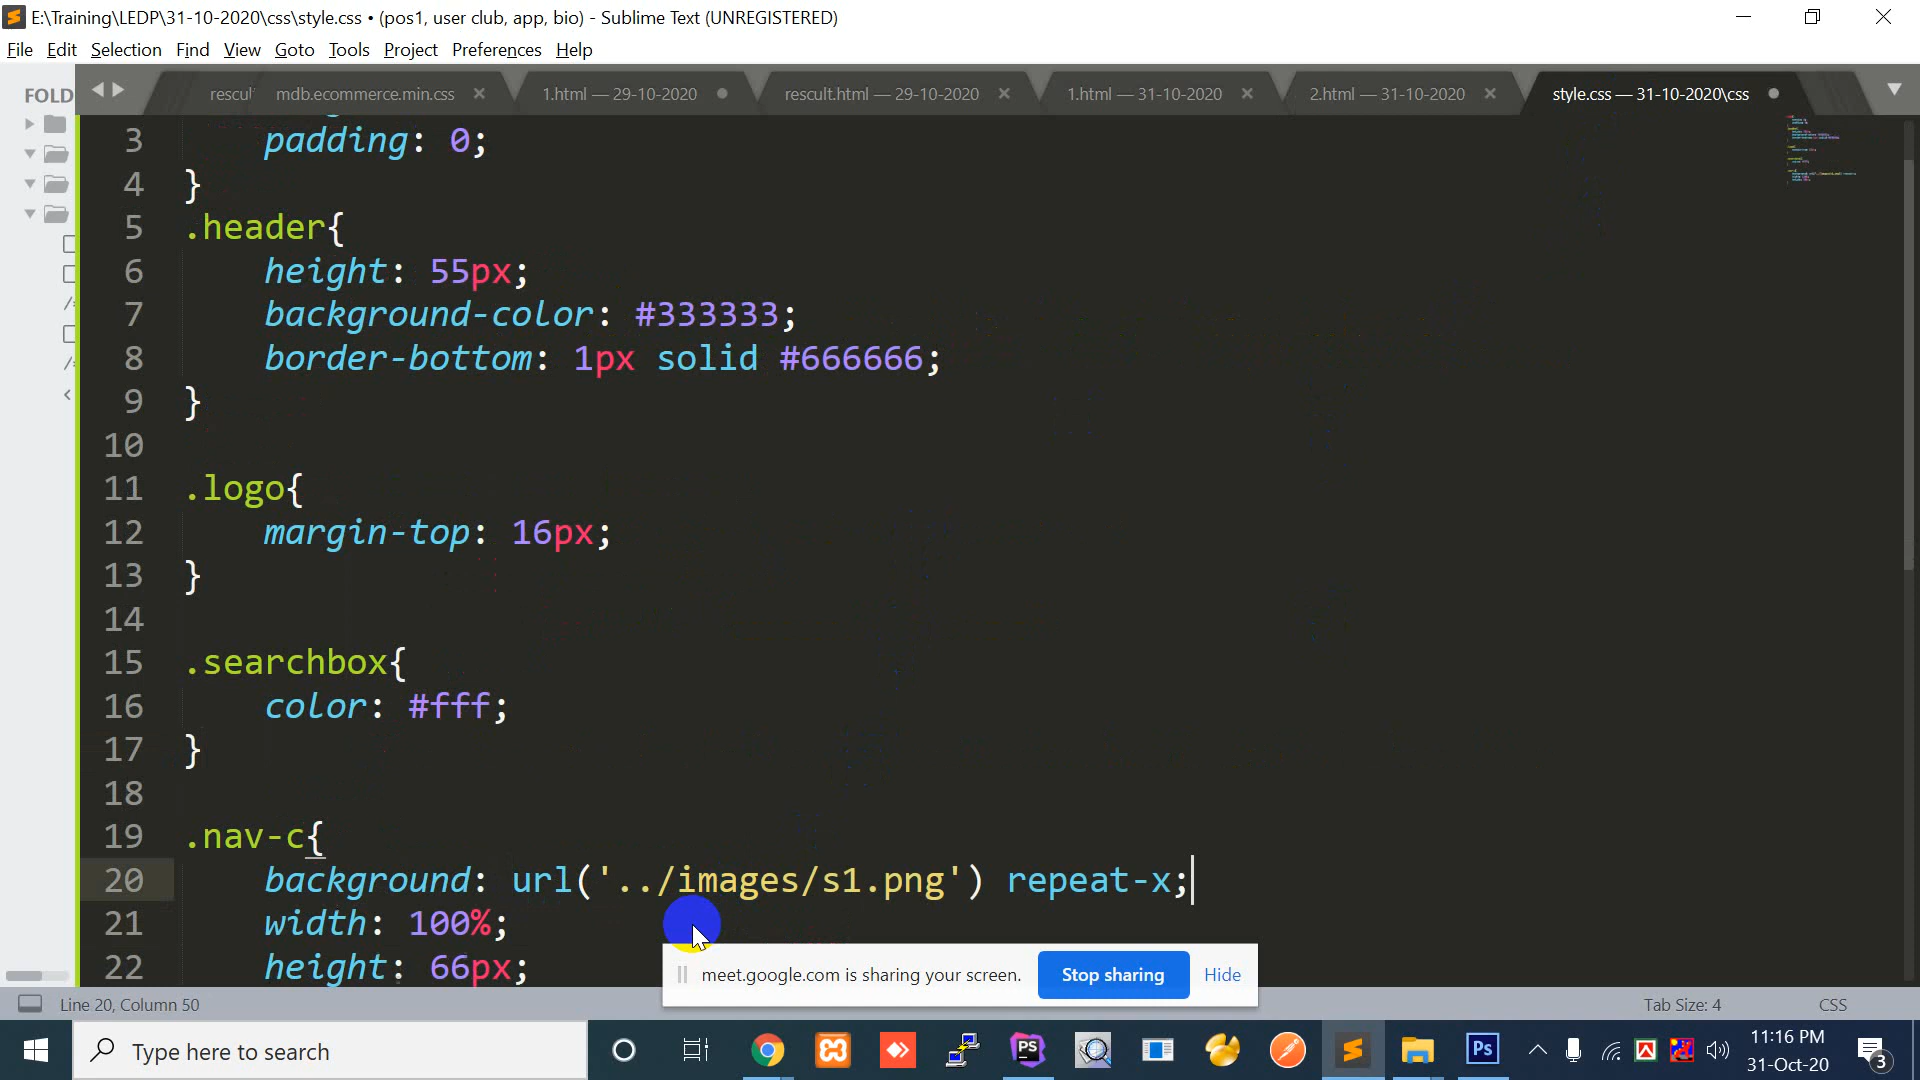 E:\Training\LEDP\31-10-2020\css\style.css • (pos1, user club, app, bio) - Sublime Text (UNREGISTERED)
File Edit Selection Find View Goto Tools Project Preferences Help
FOLD
rescul mdb.ecommerce.min.css × 1.html — 29-10-2020 rescult.html — 29-10-2020 × 1.html — 31-10-2020 × 2.html — 31-10-2020 × style.css — 31-10-2020\css
3 padding: 0;
4 }
5 .header{
6 height: 55px;
7 background-color: #333333;
8 border-bottom: 1px solid #666666;
9 }
10
11 .logo{
12 margin-top: 16px;
13 }
14
15 .searchbox{
16 color: #fff;
17 }
18
19 .nav-c{
20 background: url('../images/s1.png') repeat-x;
21 width: 100%;
22 height: 66px;
meet.google.com is sharing your screen. Stop sharing Hide
Line 20, Column 50 Tab Size: 4 CSS
Type here to search
PS
Ps
11:16 PM
31-Oct-20
3